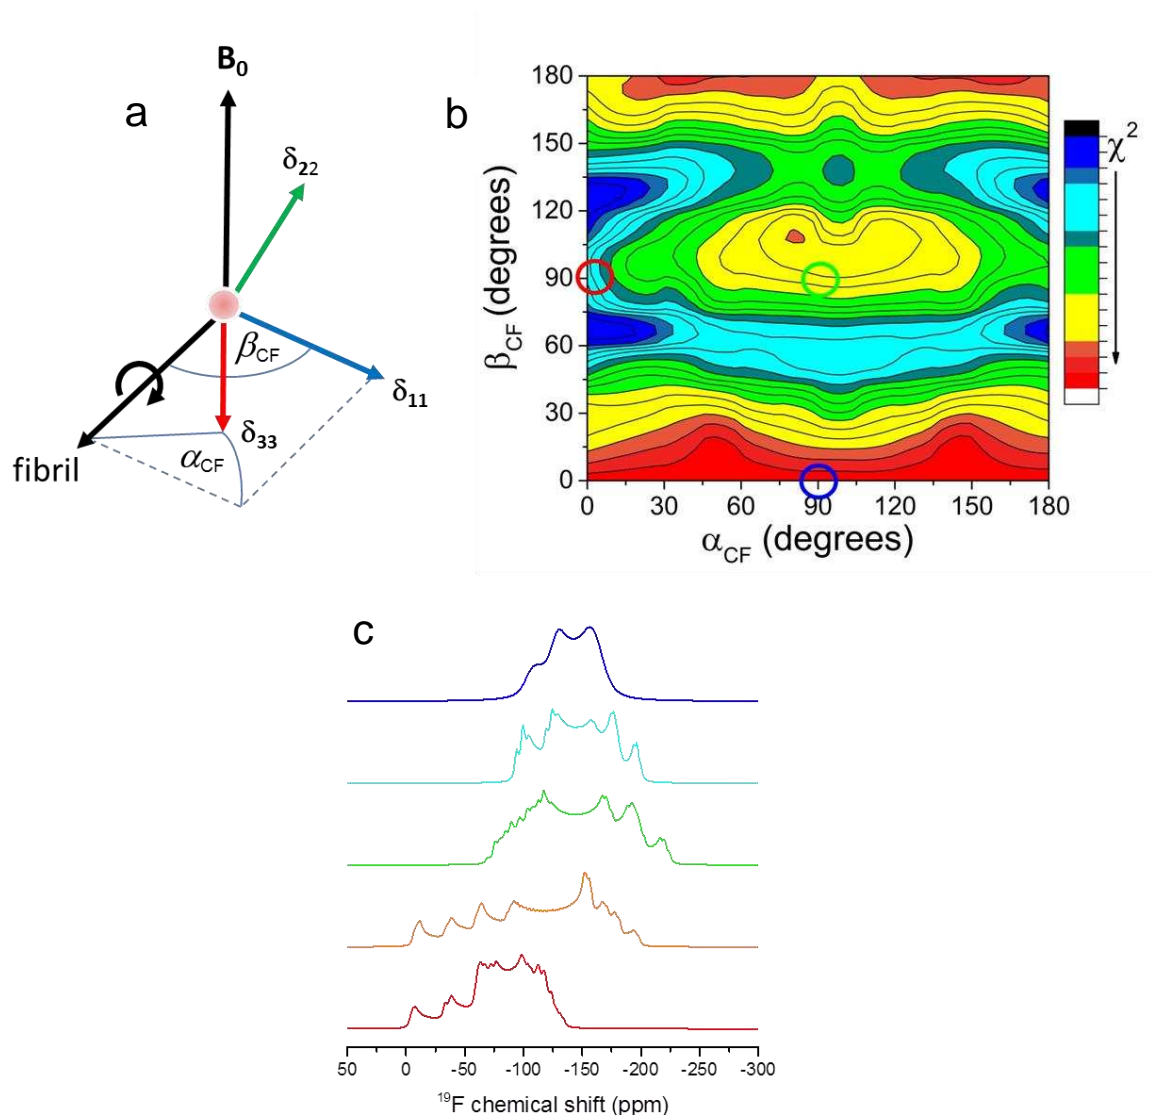 a
B0
δ22
βCF
δ11
δ33
αCF
fibril
b
180
150
120
90
60
30
0
βCF (degrees)
0 30 60 90 120 150 180
αCF (degrees)
χ2
c
50 0 -50 -100 -150 -200 -250 -300
19F chemical shift (ppm)